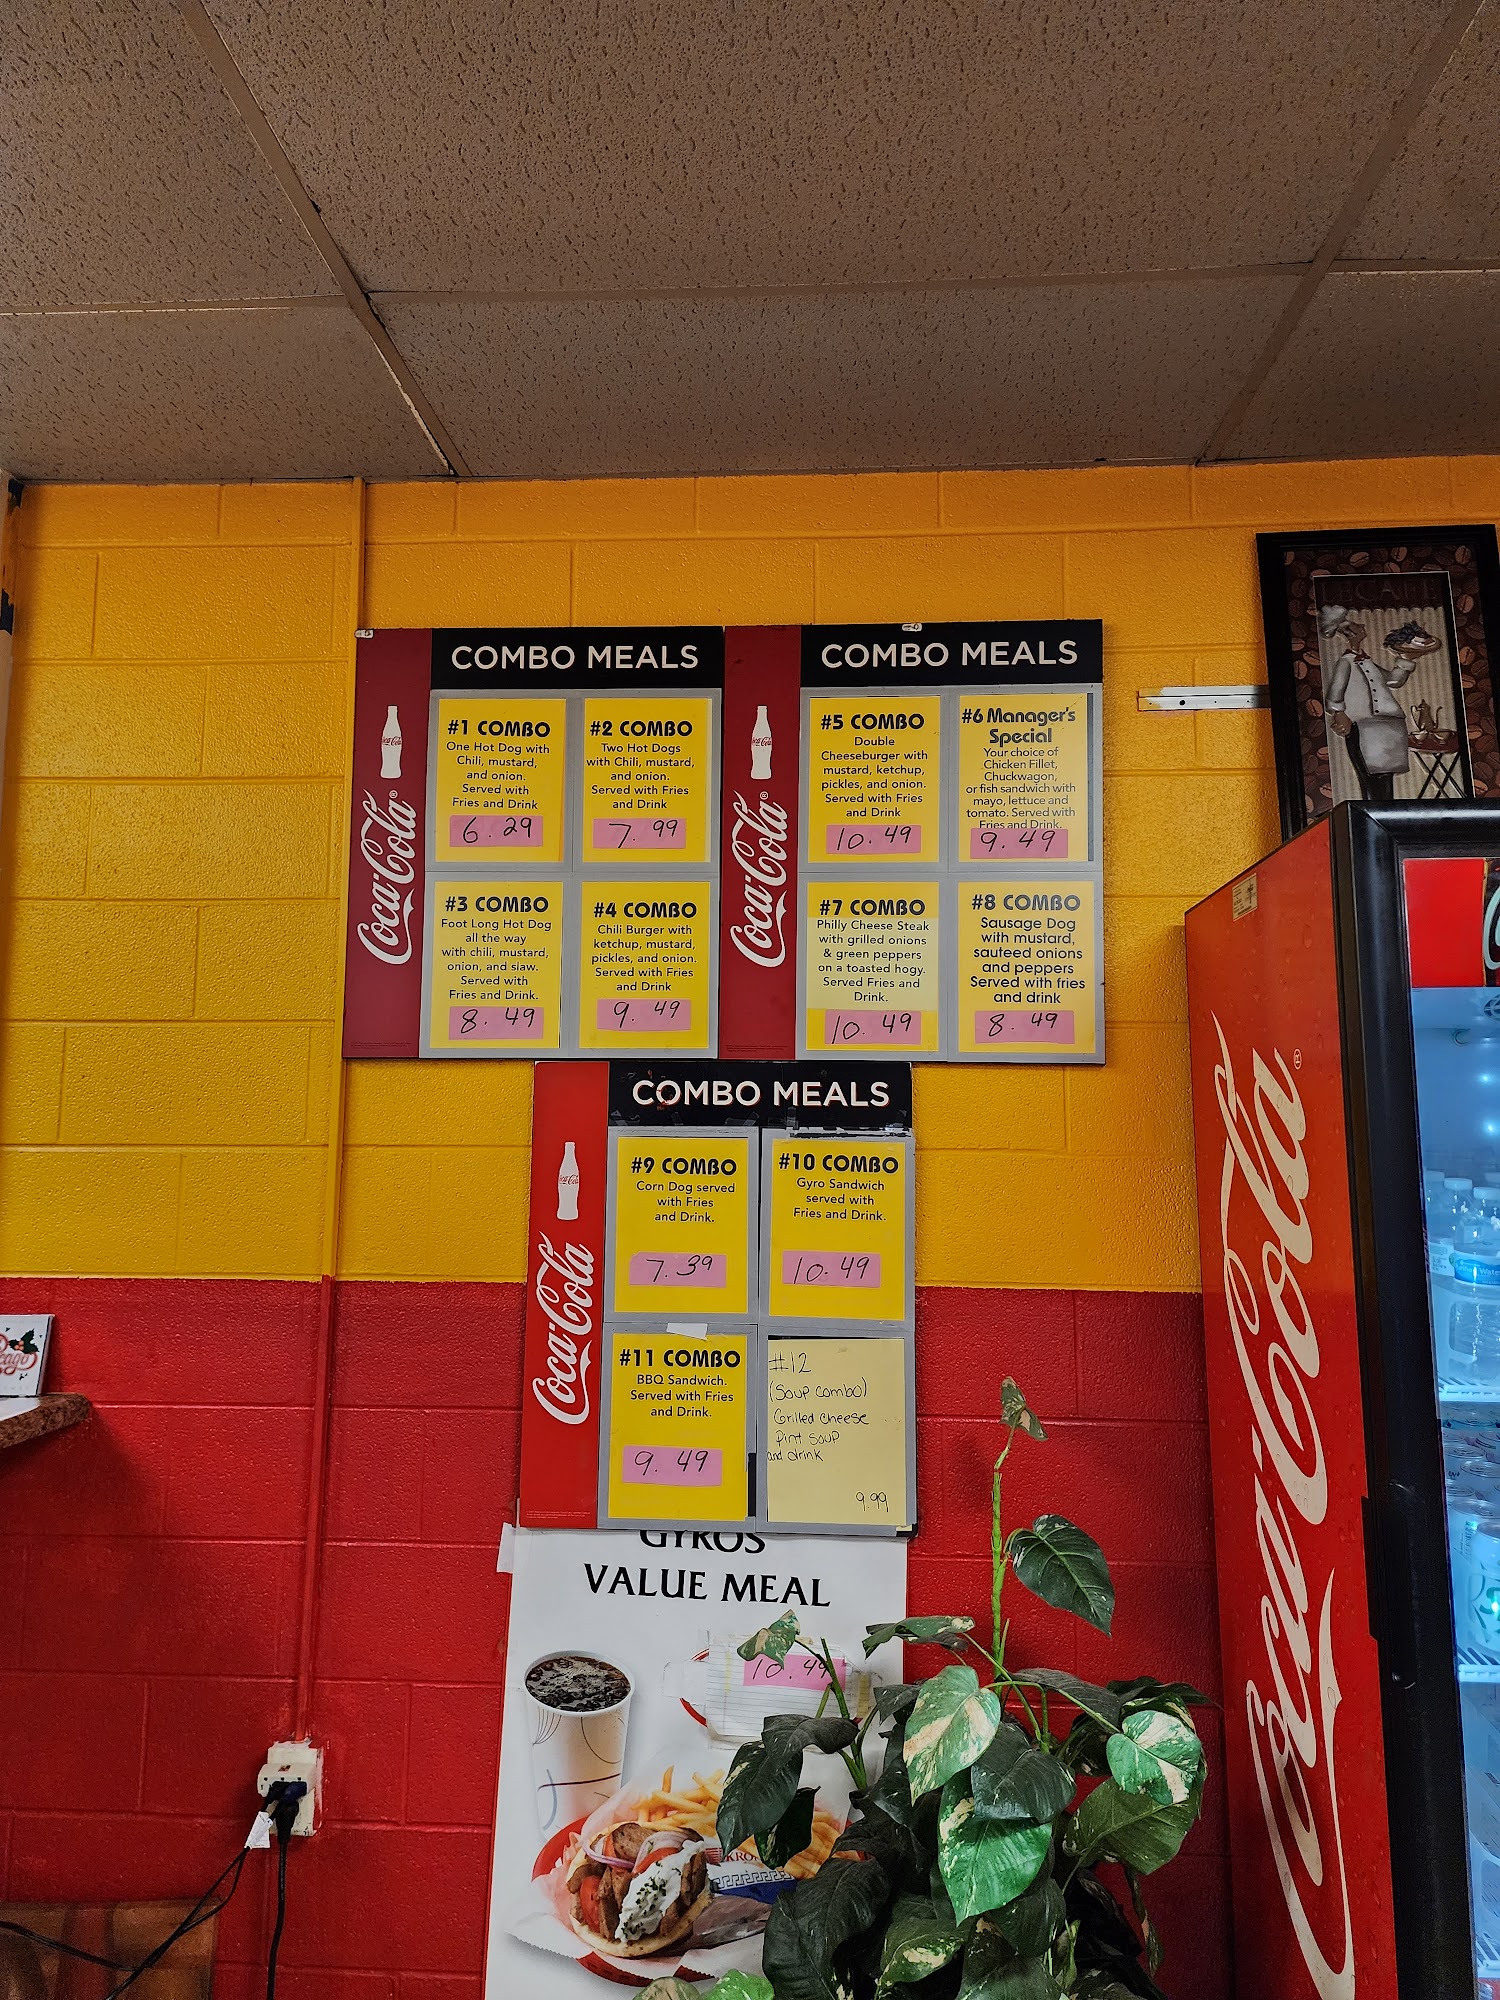 COMBO MEALS
Coca-Cola®
#1 COMBO
One Hot Dog with
Chili, mustard,
and onion.
Served with
Fries and Drink
6.29
#2 COMBO
Two Hot Dogs
with Chili, mustard,
and onion.
Served with Fries
and Drink
7.99
#3 COMBO
Foot Long Hot Dog
all the way
with chili, mustard,
onion, and slaw.
Served with
Fries and Drink.
8.49
#4 COMBO
Chili Burger with
ketchup, mustard,
pickles, and onion.
Served with Fries
and Drink
9.49
COMBO MEALS
Coca-Cola®
#5 COMBO
Double
Cheeseburger with
mustard, ketchup,
pickles, and onion.
Served with Fries
and Drink
10.49
#6 Manager's
Special
Your choice of
Chicken Fillet,
Chuckwagon,
or fish sandwich with
mayo, lettuce and
tomato. Served with
Fries and Drink.
9.49
#7 COMBO
Philly Cheese Steak
with grilled onions
& green peppers
on a toasted hogy.
Served Fries and
Drink.
10.49
#8 COMBO
Sausage Dog
with mustard,
sauteed onions
and peppers
Served with fries
and drink
8.49
COMBO MEALS
Coca-Cola
#9 COMBO
Corn Dog served
with Fries
and Drink.
7.39
#10 COMBO
Gyro Sandwich
served with
Fries and Drink.
10.49
#11 COMBO
BBQ Sandwich.
Served with Fries
and Drink.
9.49
#12
(Soup Combo)
Grilled cheese
Pint soup
and drink
9.99
GYROS
VALUE MEAL
10.49
Coca-Cola®